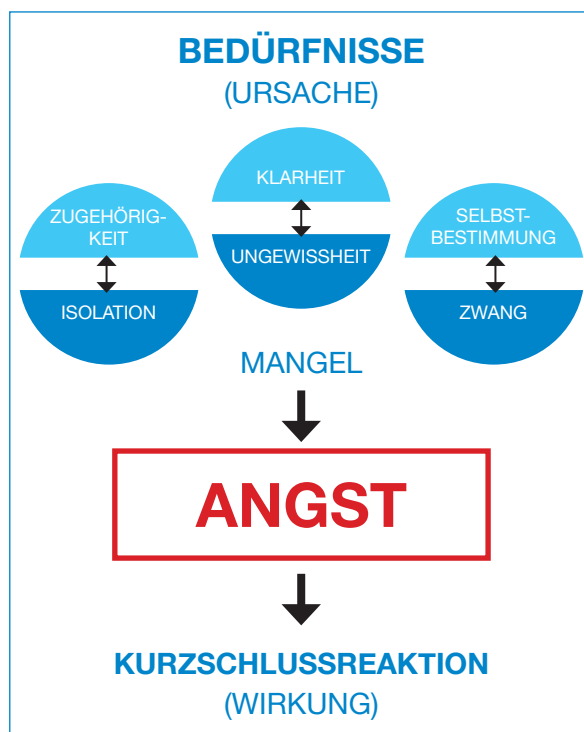 BEDÜRFNISSE
(URSACHE)
KLARHEIT
UNGEWISSHEIT
ZUGEHÖRIG-
KEIT
ISOLATION
SELBST-
BESTIMMUNG
ZWANG
MANGEL
ANGST
KURZSCHLUSSREAKTION
(WIRKUNG)